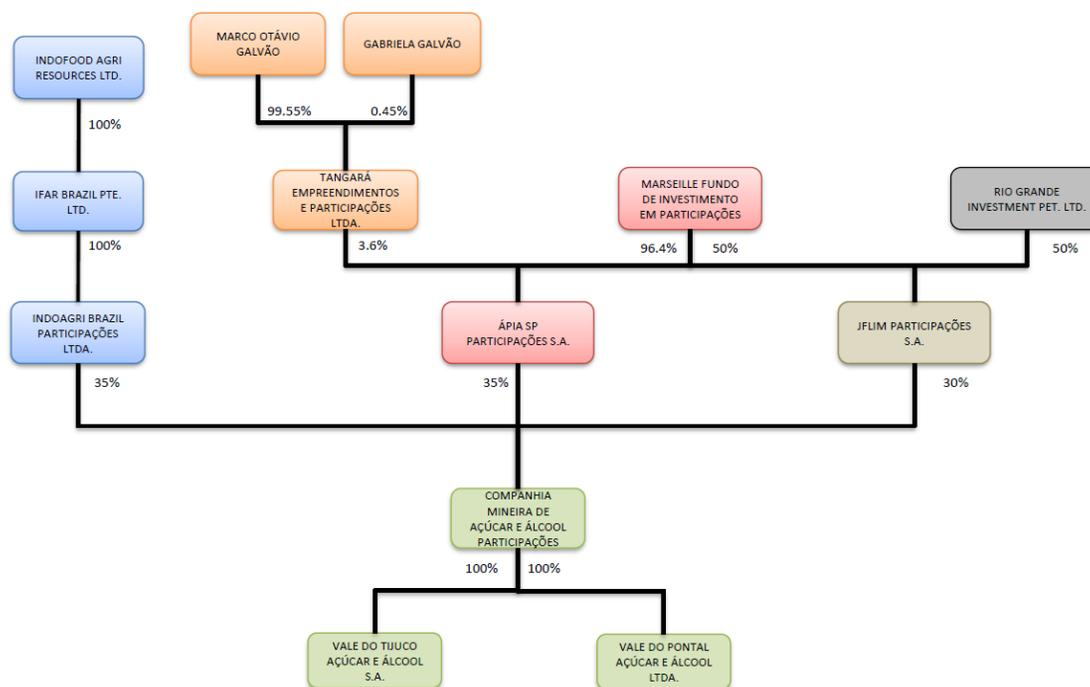 MARCO OTÁVIO
GALVÃO
GABRIELA GALVÃO
INDOFOOD AGRI
RESOURCES LTD.
99.55%
0.45%
100%
IFAR BRAZIL PTE.
LTD.
TANGARÁ
EMPREENDIMENTOS
E PARTICIPAÇÕES
LTDA.
MARSEILLE FUNDO
DE INVESTIMENTO
EM PARTICIPAÇÕES
RIO GRANDE
INVESTMENT PET. LTD.
100%
3.6%
96.4%
50%
50%
INDOAGRI BRAZIL
PARTICIPAÇÕES
LTDA.
ÁPIA SP
PARTICIPAÇÕES S.A.
JFLIM PARTICIPAÇÕES
S.A.
35%
35%
30%
COMPANHIA
MINEIRA DE
AÇÚCAR E ÁLCOOL
PARTICIPAÇÕES
100%
100%
VALE DO TIJUCO
AÇÚCAR E ÁLCOOL
S.A.
VALE DO PONTAL
AÇÚCAR E ÁLCOOL
LTDA.